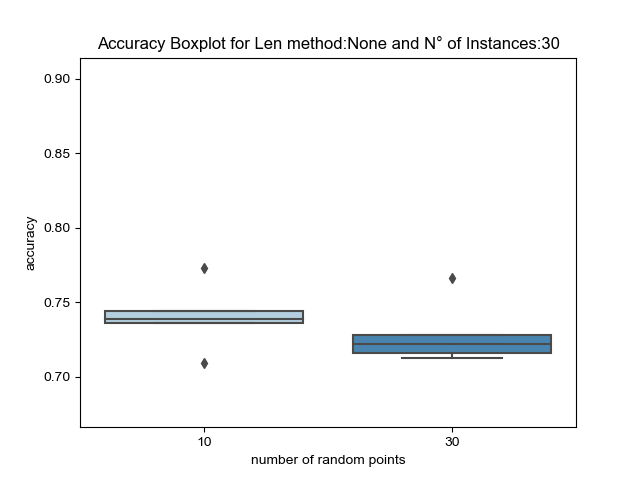 Accuracy Boxplot for Len method:None and N° of Instances:30
0.90
0.85
0.80
0.75
0.70
accuracy
10
30
number of random points